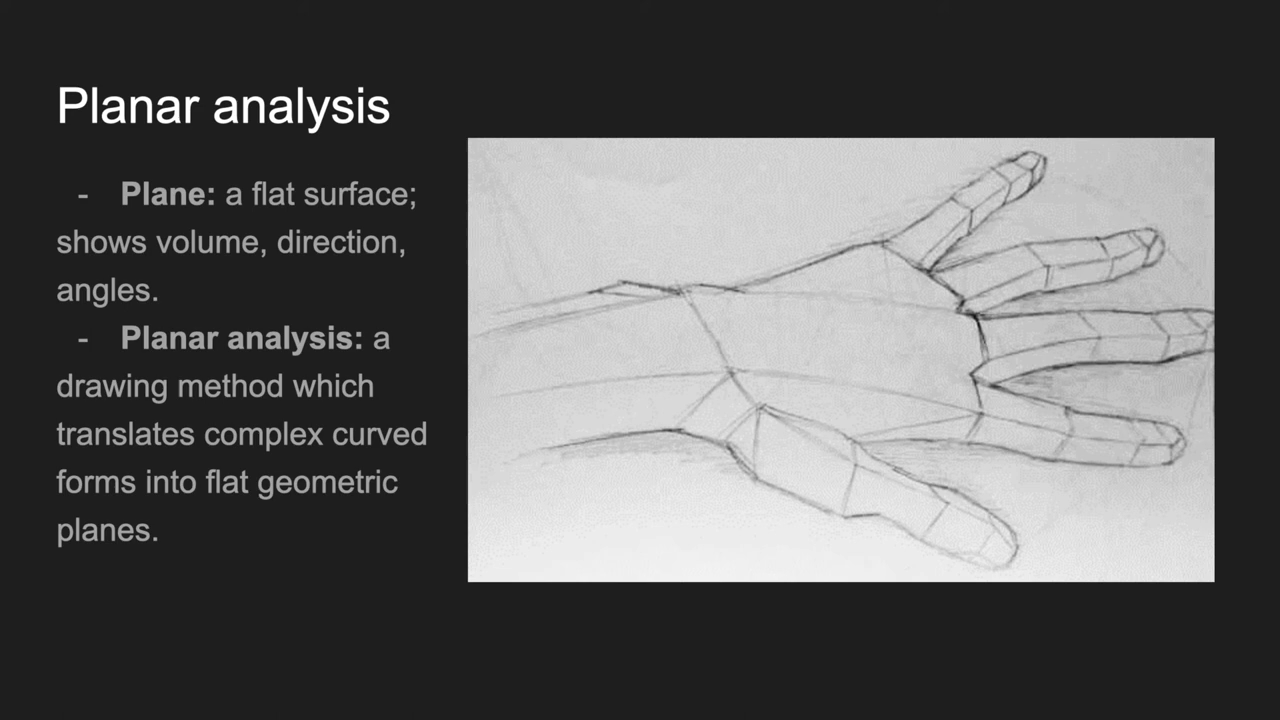 Planar analysis
- Plane: a flat surface;
shows volume, direction,
angles.
- Planar analysis: a
drawing method which
translates complex curved
forms into flat geometric
planes.